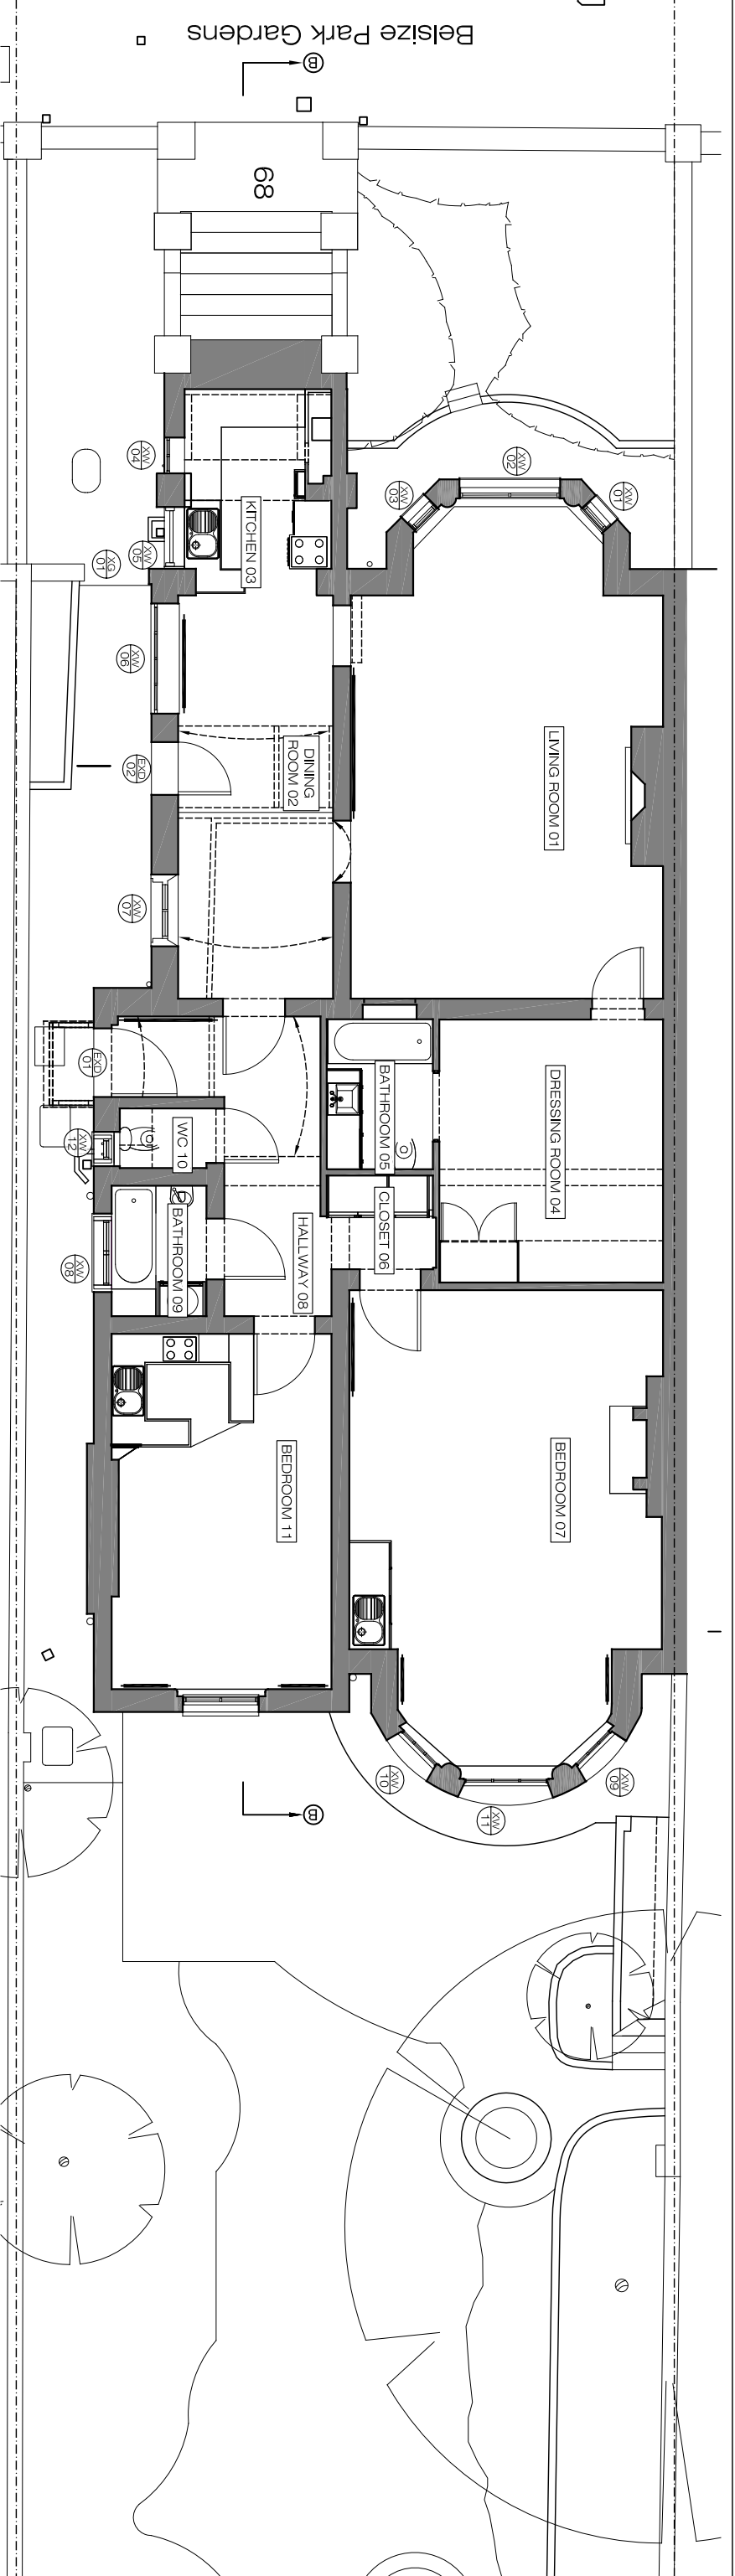 Belsize Park Gardens
B
68
XW
01
XW
02
XW
03
XW
04
XW
05
XG
01
KITCHEN 03
XW
06
LIVING ROOM 01
DINING
ROOM 02
EXD
02
XW
07
EXD
01
BATHROOM 05
DRESSING ROOM 04
WC 10
XW
12
CLOSET 06
BATHROOM 09
HALLWAY 08
XW
08
BEDROOM 11
BEDROOM 07
XW
09
XW
10
XW
11
B